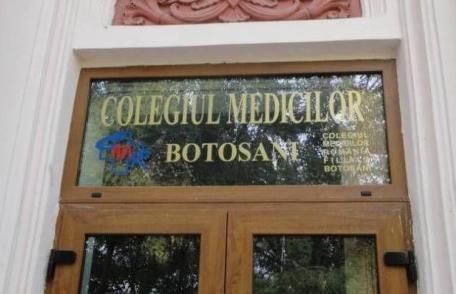 COLEGIUL MEDICILOR
BOTOSANI
COLEGIUL
MEDICILOR
ROMANIA
FILIALA
BOTOSANI